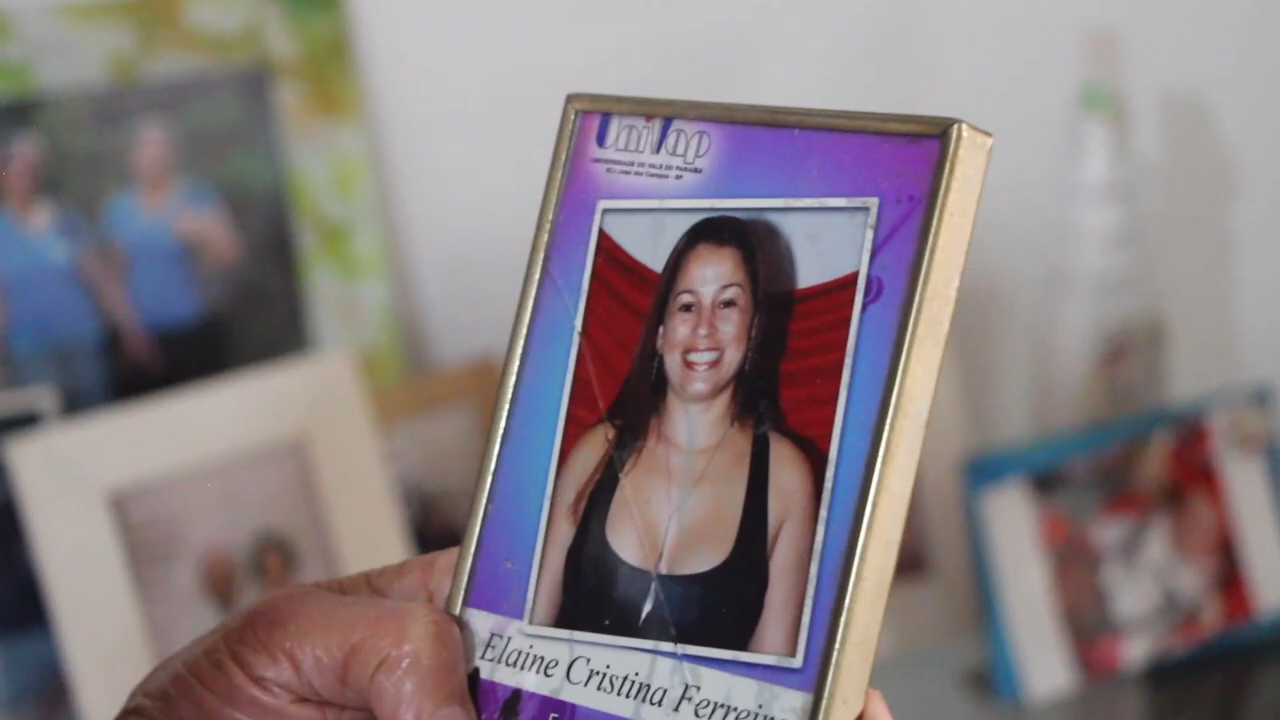 UniVap
UNIVERSIDADE DO VALE DO PARAÍBA
São José dos Campos - SP
Elaine Cristina Ferreira